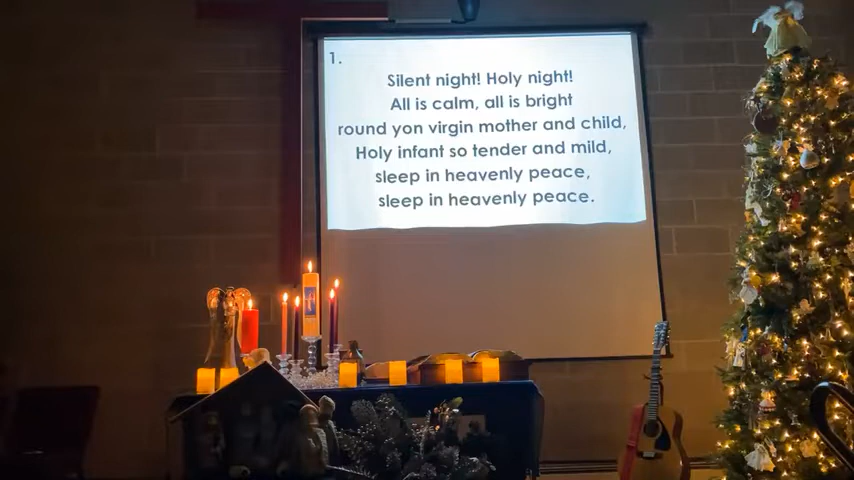 1.
Silent night! Holy night!
All is calm, all is bright
round yon virgin mother and child,
Holy infant so tender and mild,
sleep in heavenly peace,
sleep in heavenly peace.